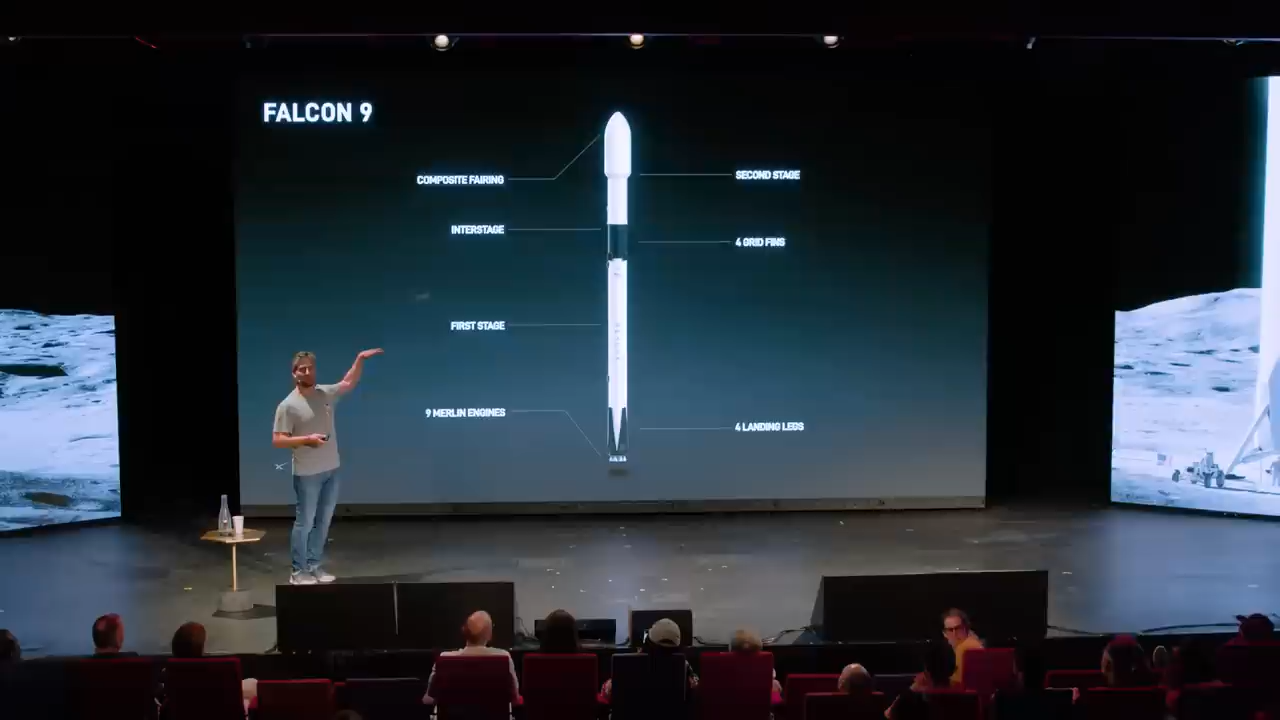 FALCON 9
COMPOSITE FAIRING
SECOND STAGE
INTERSTAGE
4 GRID FINS
FIRST STAGE
9 MERLIN ENGINES
4 LANDING LEGS